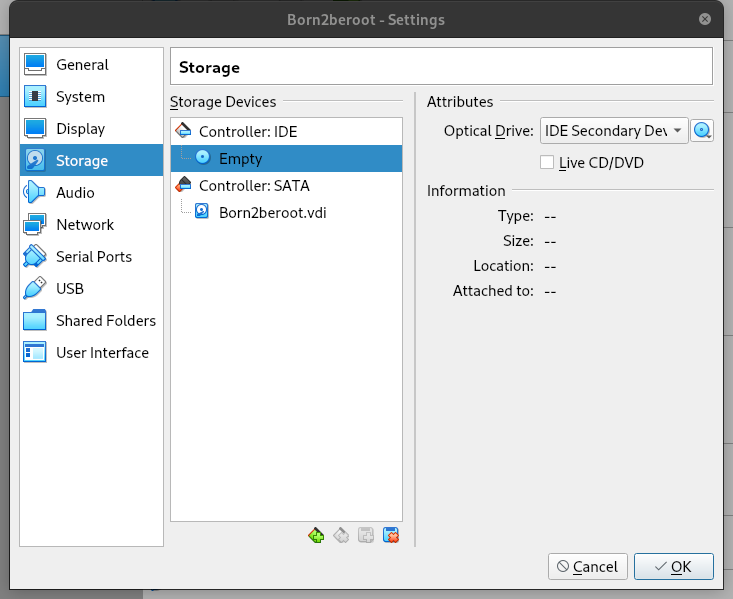 Born2beroot - Settings
General
System
Display
Storage
Audio
Network
Serial Ports
USB
Shared Folders
User Interface
Storage
Storage Devices
Controller: IDE
Empty
Controller: SATA
Born2beroot.vdi
Attributes
Optical Drive: IDE Secondary Dev
Live CD/DVD
Information
Type: --
Size: --
Location: --
Attached to: --
Cancel
OK